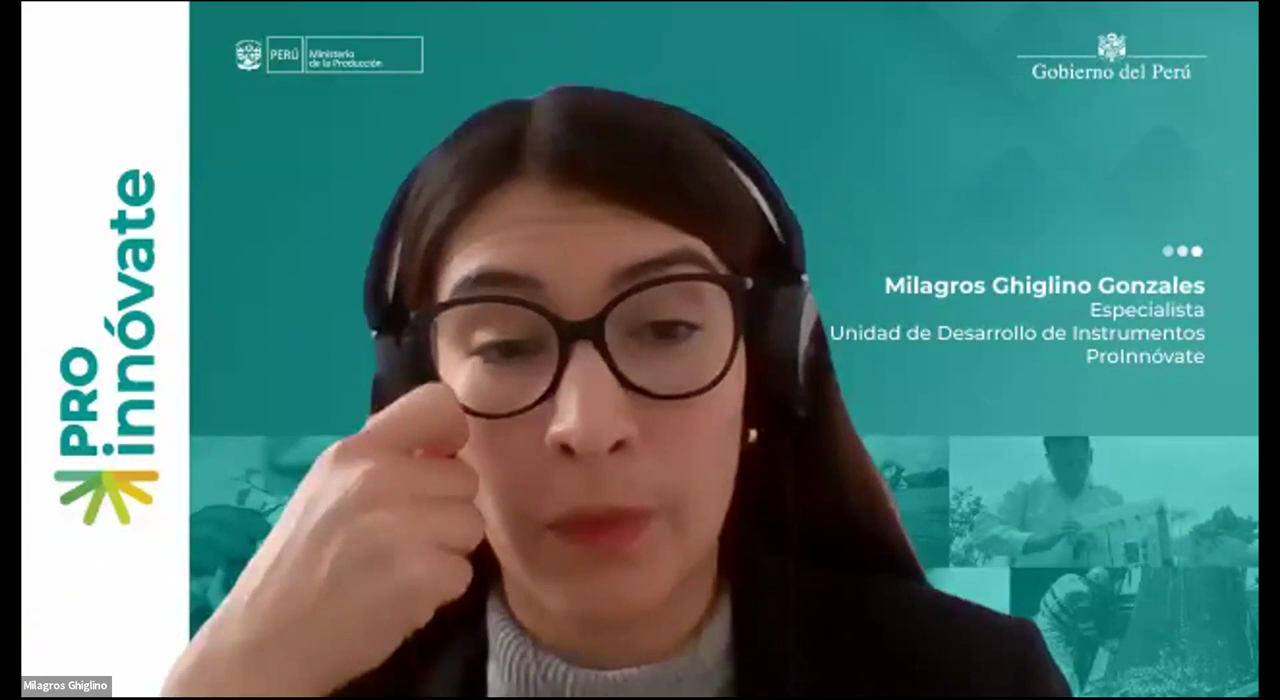 PERÚ
Ministerio
de la Producción
Gobierno del Perú
PRO
innóvate
Milagros Ghiglino Gonzales
Especialista
Unidad de Desarrollo de Instrumentos
ProInnóvate
Milagros Ghiglino